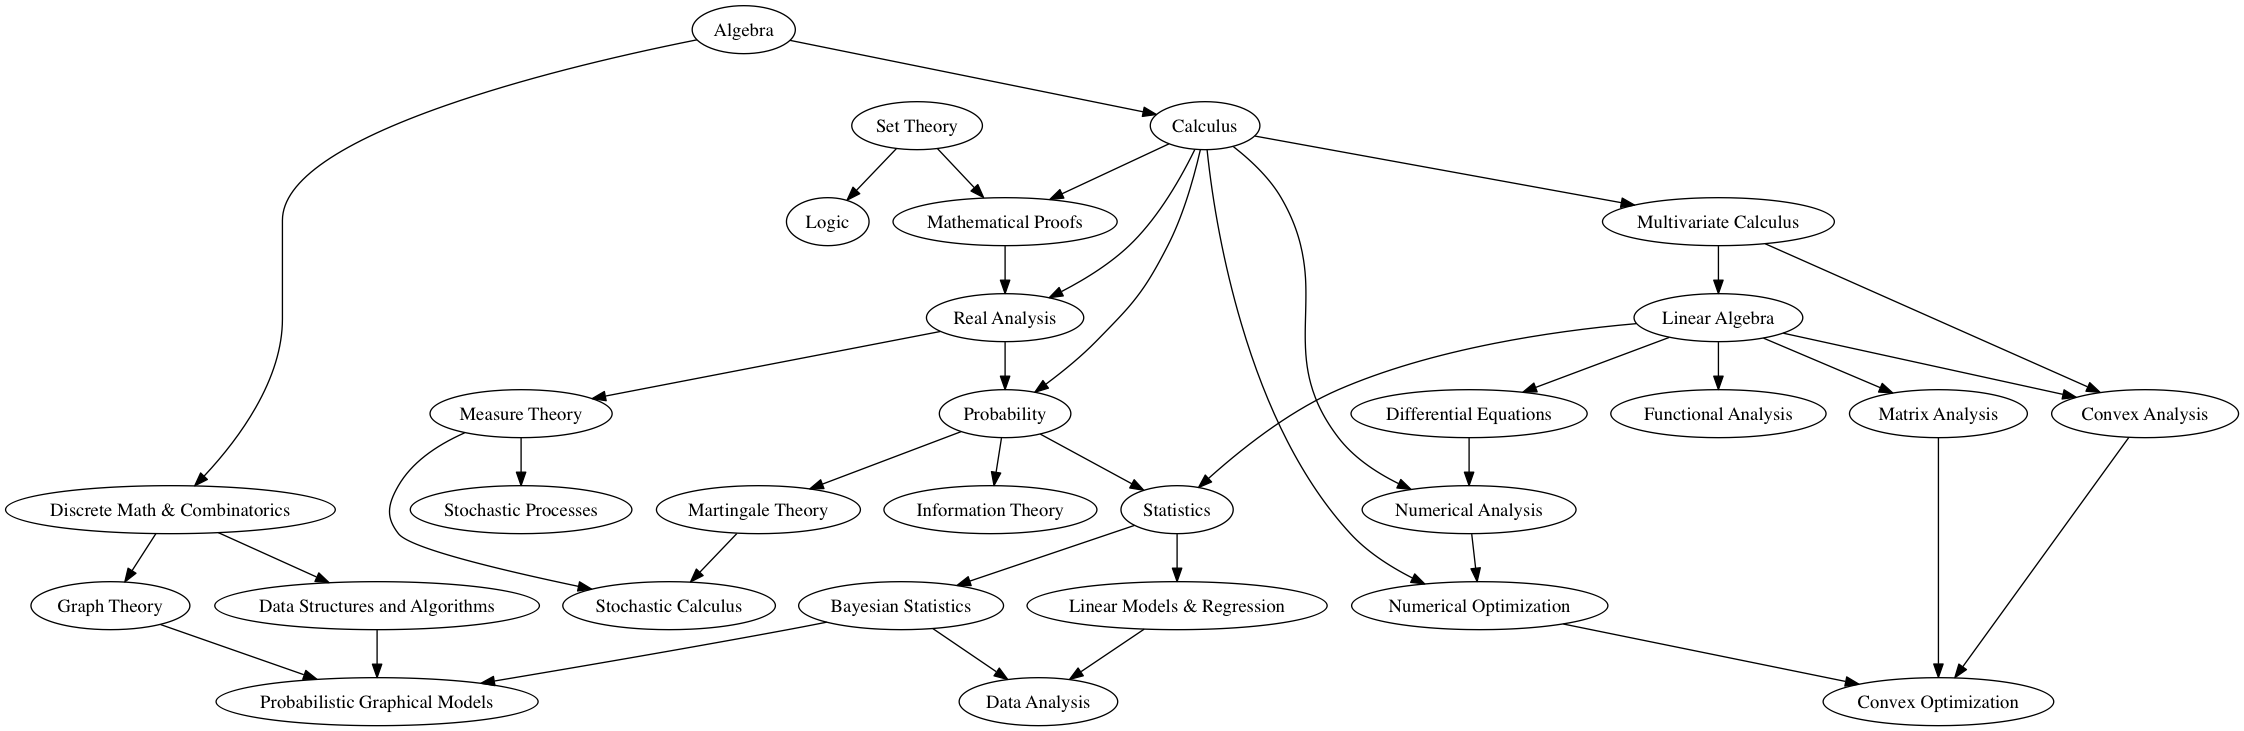 Algebra
Set Theory
Calculus
Logic
Mathematical Proofs
Multivariate Calculus
Real Analysis
Linear Algebra
Measure Theory
Probability
Differential Equations
Functional Analysis
Matrix Analysis
Convex Analysis
Discrete Math & Combinatorics
Stochastic Processes
Martingale Theory
Information Theory
Statistics
Numerical Analysis
Graph Theory
Data Structures and Algorithms
Stochastic Calculus
Bayesian Statistics
Linear Models & Regression
Numerical Optimization
Probabilistic Graphical Models
Data Analysis
Convex Optimization